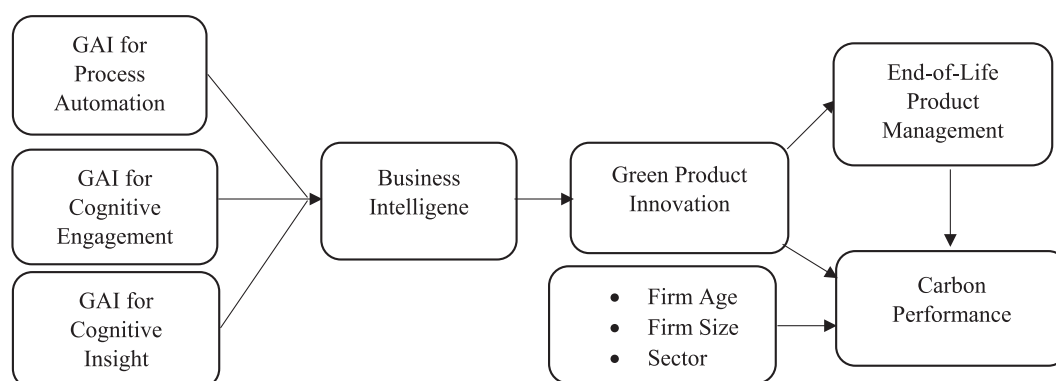 GAI for
Process
Automation
GAI for
Cognitive
Engagement
GAI for
Cognitive
Insight
Business
Intelligene
Green Product
Innovation
• Firm Age
• Firm Size
• Sector
End-of-Life
Product
Management
Carbon
Performance